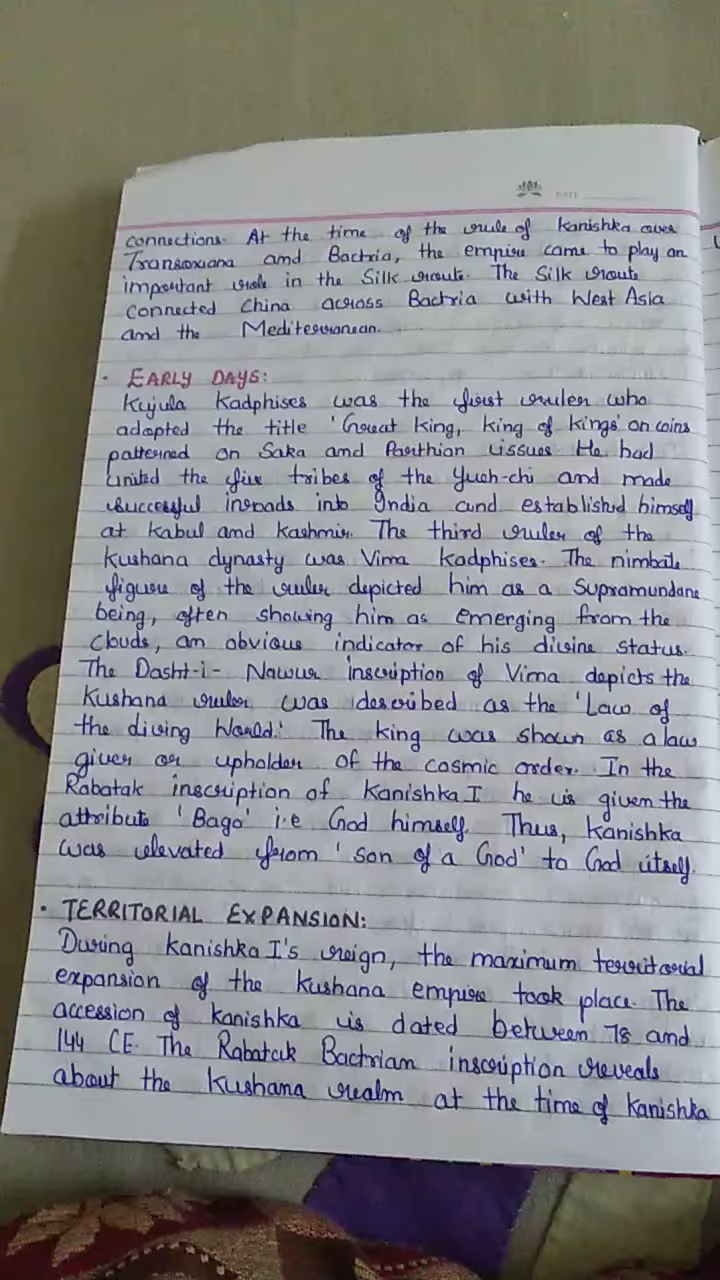 DATE
connections. At the time of the rule of Kanishka over
Transoxiana and Bactria, the empire came to play an
important role in the Silk route. The Silk route
connected China across Bactria with West Asia
and the Mediterranean.
· EARLY DAYS:
Kujula Kadphises was the first ruler who
adopted the title 'Great king, king of kings' on coins
patterned on Saka and Parthian issues He had
united the five tribes of the Yueh-chi and made
successful inroads into India and established himself
at Kabul and Kashmir. The third ruler of the
Kushana dynasty was Vima Kadphises. The nimbate
figure of the ruler depicted him as a Supramundane
being, often showing him as emerging from the
clouds, an obvious indicator of his divine status.
The Dasht-i- Nawur inscription of Vima depicts the
Kushana ruler was described as the 'Law of
the diving World.' The king was shown as a law
giver or upholder of the cosmic order. In the
Rabatak inscription of Kanishka I he is given the
attribute 'Bago' i.e God himself. Thus, Kanishka
was elevated from 'son of a God' to God itself.
· TERRITORIAL EXPANSION:
During Kanishka I's reign, the maximum territorial
expansion of the Kushana empire took place. The
accession of Kanishka is dated between 78 and
144 CE. The Rabatak Bactrian inscription reveals
about the Kushana realm at the time of Kanishka